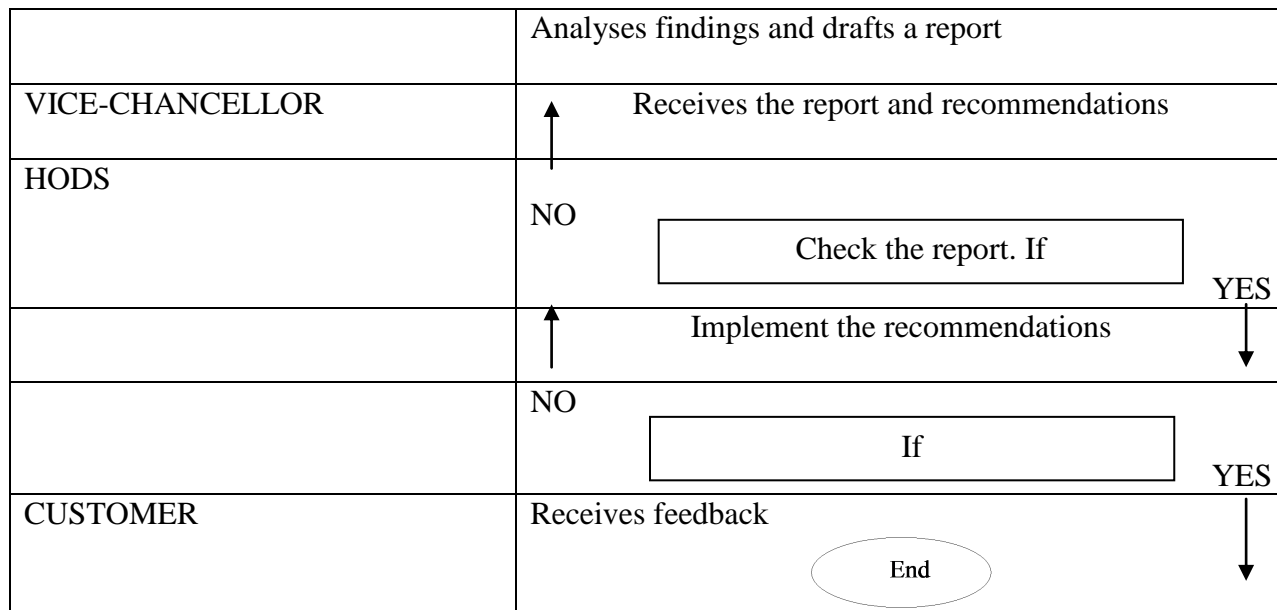 Analyses findings and drafts a report
VICE-CHANCELLOR
Receives the report and recommendations
HODS
NO
Check the report. If
YES
Implement the recommendations
NO
If
YES
CUSTOMER
Receives feedback
End